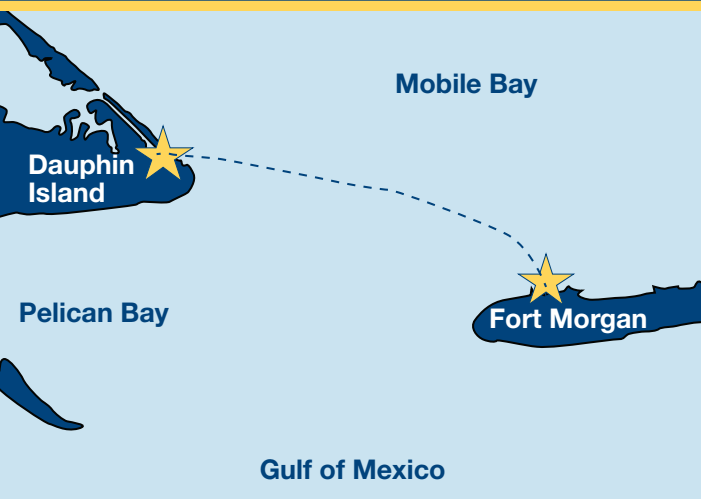 Mobile Bay
Dauphin
Island
Pelican Bay
Fort Morgan
Gulf of Mexico